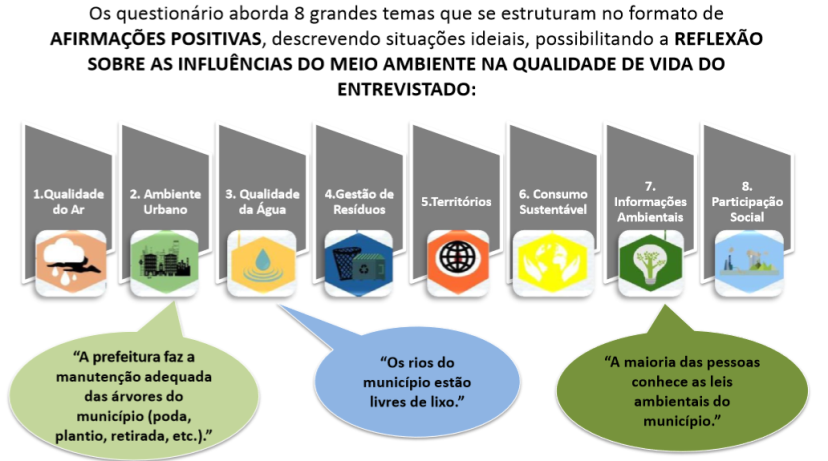 Os questionário aborda 8 grandes temas que se estruturam no formato de
AFIRMAÇÕES POSITIVAS, descrevendo situações ideiais, possibilitando a REFLEXÃO
SOBRE AS INFLUÊNCIAS DO MEIO AMBIENTE NA QUALIDADE DE VIDA DO
ENTREVISTADO:
1.Qualidade
do Ar
2. Ambiente
Urbano
3. Qualidade
da Água
4.Gestão de
Resíduos
5.Territórios
6. Consumo
Sustentável
7.
Informações
Ambientais
8.
Participação
Social
“A prefeitura faz a
manutenção adequada
das árvores do
município (poda,
plantio, retirada, etc.).”
“Os rios do
município estão
livres de lixo.”
“A maioria das pessoas
conhece as leis
ambientais do
município.”